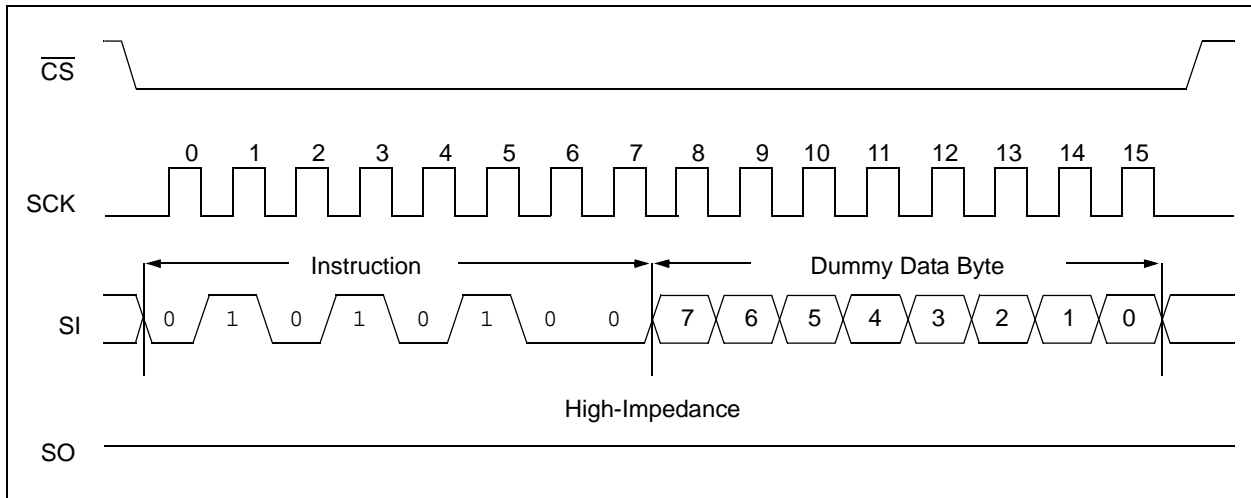 CS
0 1 2 3 4 5 6 7 8 9 10 11 12 13 14 15
SCK
Instruction Dummy Data Byte
SI 0 1 0 1 0 1 0 0 7 6 5 4 3 2 1 0
High-Impedance
SO